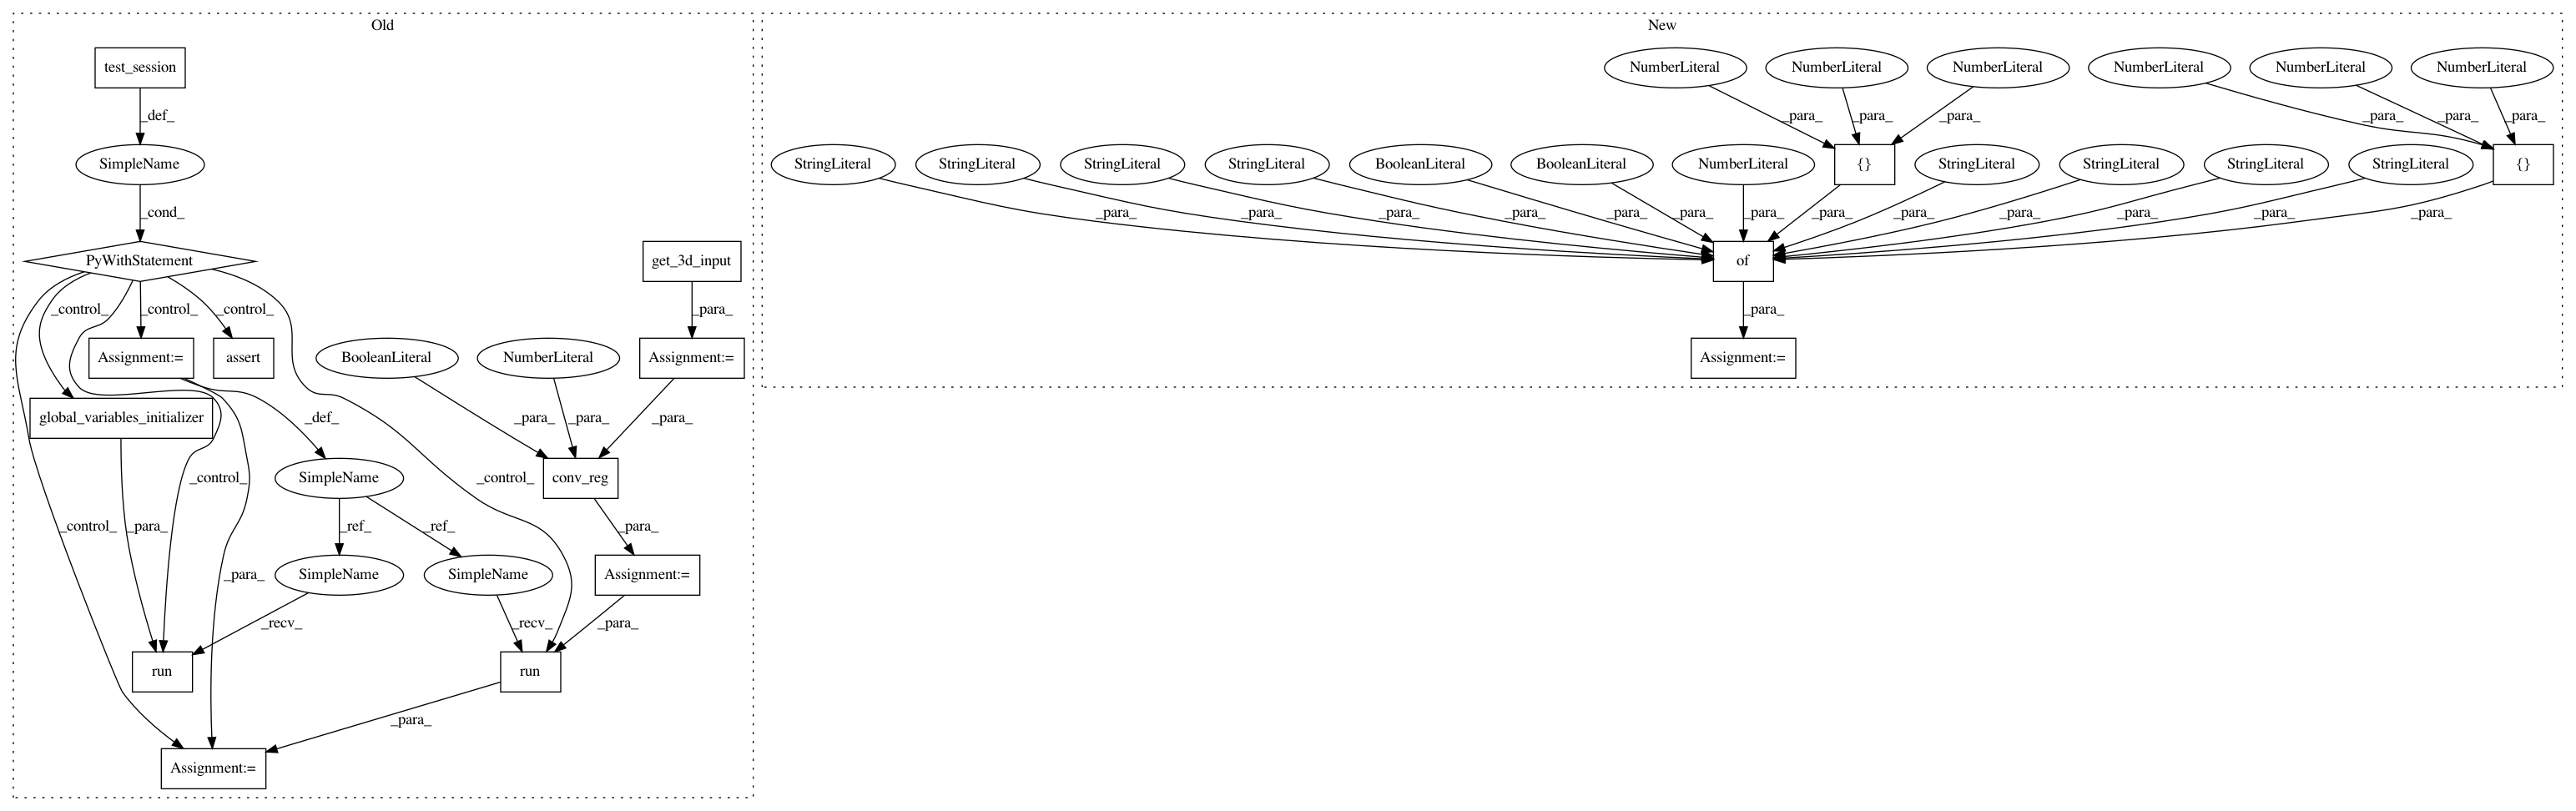 Old
New
test_session
NumberLiteral
NumberLiteral
NumberLiteral
NumberLiteral
NumberLiteral
NumberLiteral
_def_
_para_
_para_
_para_
_para_
_para_
_para_
SimpleName
StringLiteral
StringLiteral
StringLiteral
StringLiteral
BooleanLiteral
BooleanLiteral
NumberLiteral
{}
StringLiteral
StringLiteral
StringLiteral
StringLiteral
{}
_cond_
_para_
_para_
_para_
_para_
_para_
_para_
_para_
_para_
_para_
_para_
_para_
_para_
_para_
PyWithStatement
get_3d_input
of
_control_
_control_
_control_
_para_
_para_
Assignment:=
assert
BooleanLiteral
NumberLiteral
Assignment:=
Assignment:=
global_variables_initializer
_def_
_para_
_para_
_para_
_control_
SimpleName
_control_
conv_reg
_control_
_para_
_ref_
_ref_
_para_
_para_
SimpleName
SimpleName
Assignment:=
_recv_
_recv_
_para_
run
run
_para_
Assignment:=